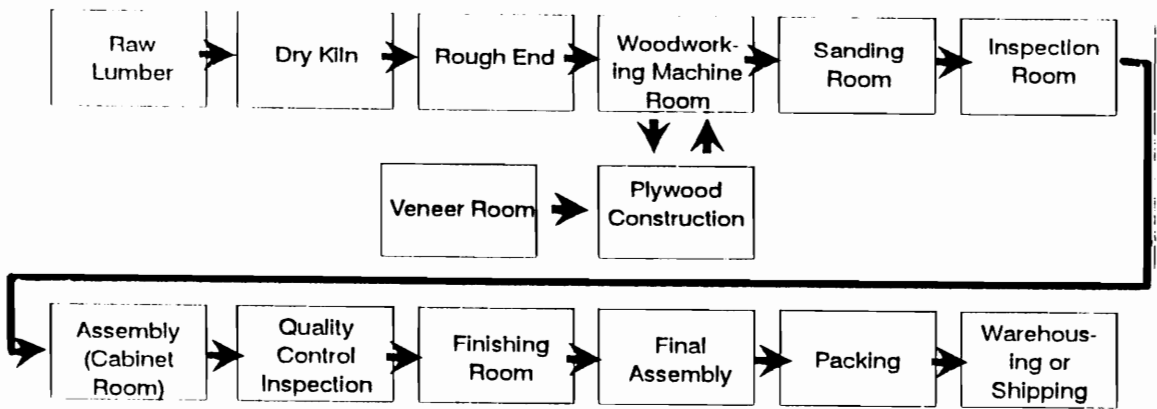 Raw
Lumber
Dry Kiln
Rough End
Woodwork-
ing Machine
Room
Sanding
Room
Inspection
Room
Veneer Room
Plywood
Construction
Assembly
(Cabinet
Room)
Quality
Control
Inspection
Finishing
Room
Final
Assembly
Packing
Warehous-
ing or
Shipping